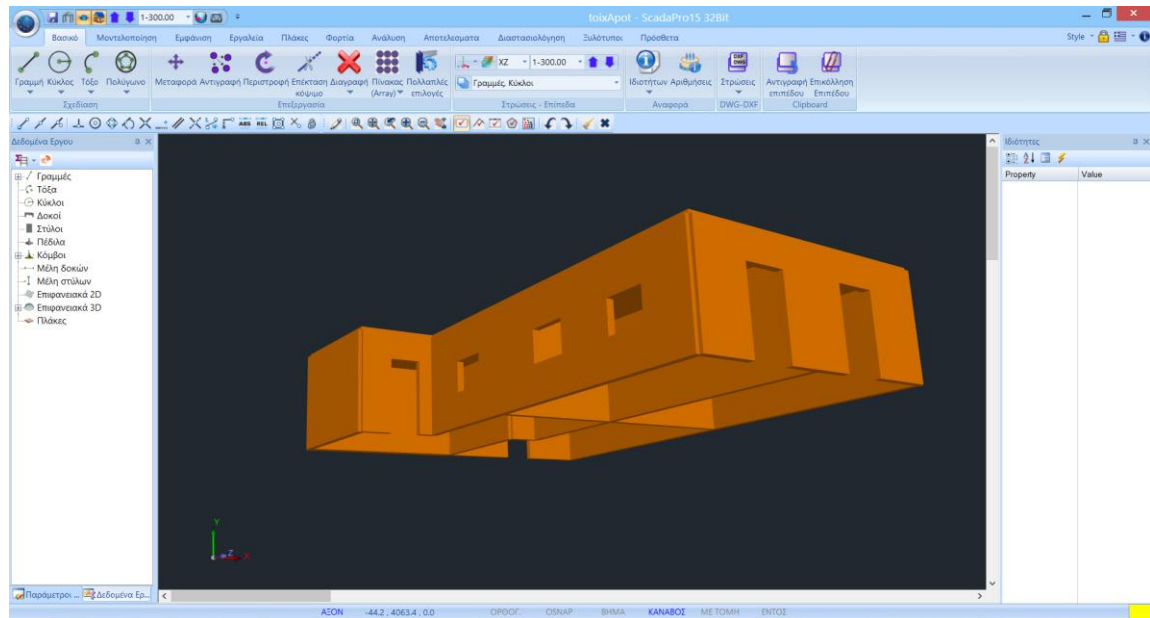 1-300.00
toixApot - ScadaPro15 32Bit
Βασικό Μοντελοποίηση Εμφάνιση Εργαλεία Πλάκες Φορτία Ανάλυση Αποτελεσματα Διαστασιολόγηση Ξυλότυποι Πρόσθετα Style
XZ 1-300.00
Γραμμή Κύκλος Τόξο Πολύγωνο Μεταφορά Αντιγραφή Περιστροφή Επέκταση Διαγραφή Πίνακας Πολλαπλές Γραμμές, Κύκλοι Ιδιοτήτων Αριθμήσεις Στρώσεις Αντιγραφή Επικόλληση
κόψιμο (Array) επιλογές επιπέδου Επιπέδου
Σχεδίαση Επεξεργασία Στρώσεις - Επίπεδα Αναφορά DWG-DXF Clipboard
ABS REL
Δεδομένα Εργου
Ιδιότητες
Property Value
Γραμμές
Τόξα
Κύκλοι
Δοκοί
Στύλοι
Πέδιλα
Κόμβοι
Μέλη δοκών
Μέλη στύλων
Επιφανειακά 2D
Επιφανειακά 3D
Πλάκες
Y
Z X
Παράμετροι ... Δεδομένα Ερ...
ΑΞΟΝ -44.2 , 4063.4 , 0.0 ΟΡΘΟΓ. OSNAP ΒΗΜΑ ΚΑΝΑΒΟΣ ΜΕ ΤΟΜΗ ΕΝΤΟΣ